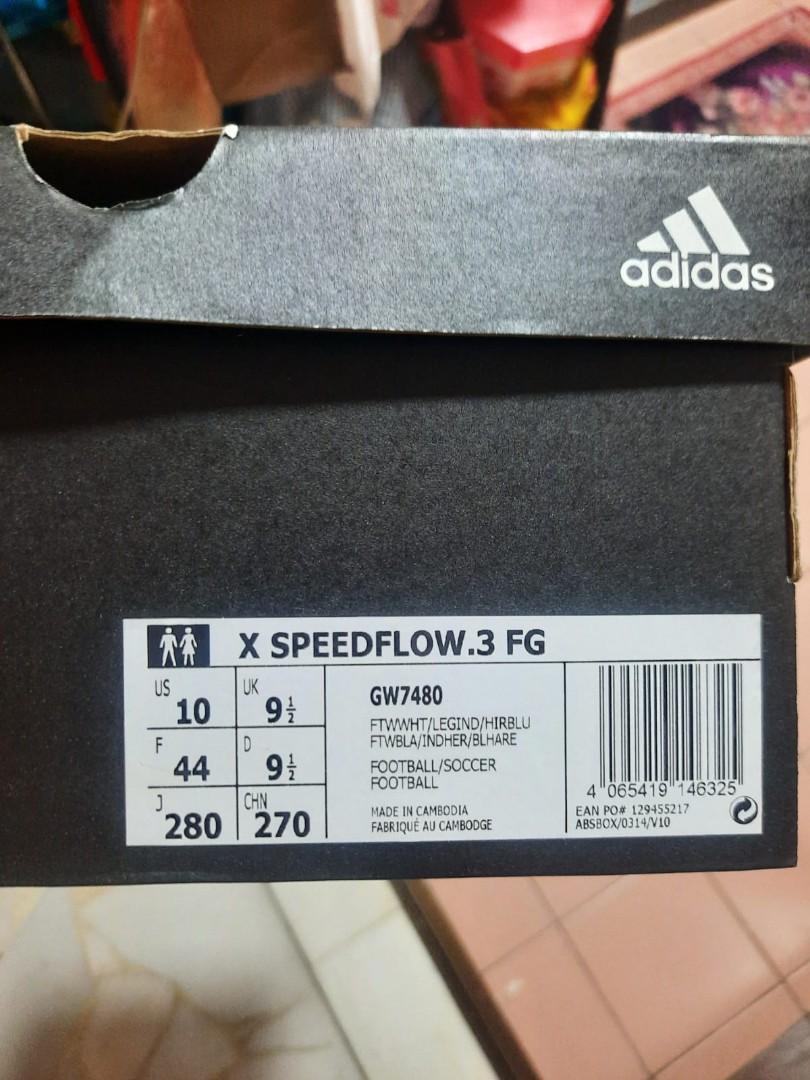 adidas
X SPEEDFLOW.3 FG
US 10
UK 9½
F 44
D 9½
J 280
CHN 270
GW7480
FTWWHT/LEGIND/HIRBLU
FTWBLA/INDHER/BLHARE
FOOTBALL/SOCCER
FOOTBALL
MADE IN CAMBODIA
FABRIQUÉ AU CAMBODGE
4 065419 146325
EAN PO# 129455217
ABSBOX/0314/V10